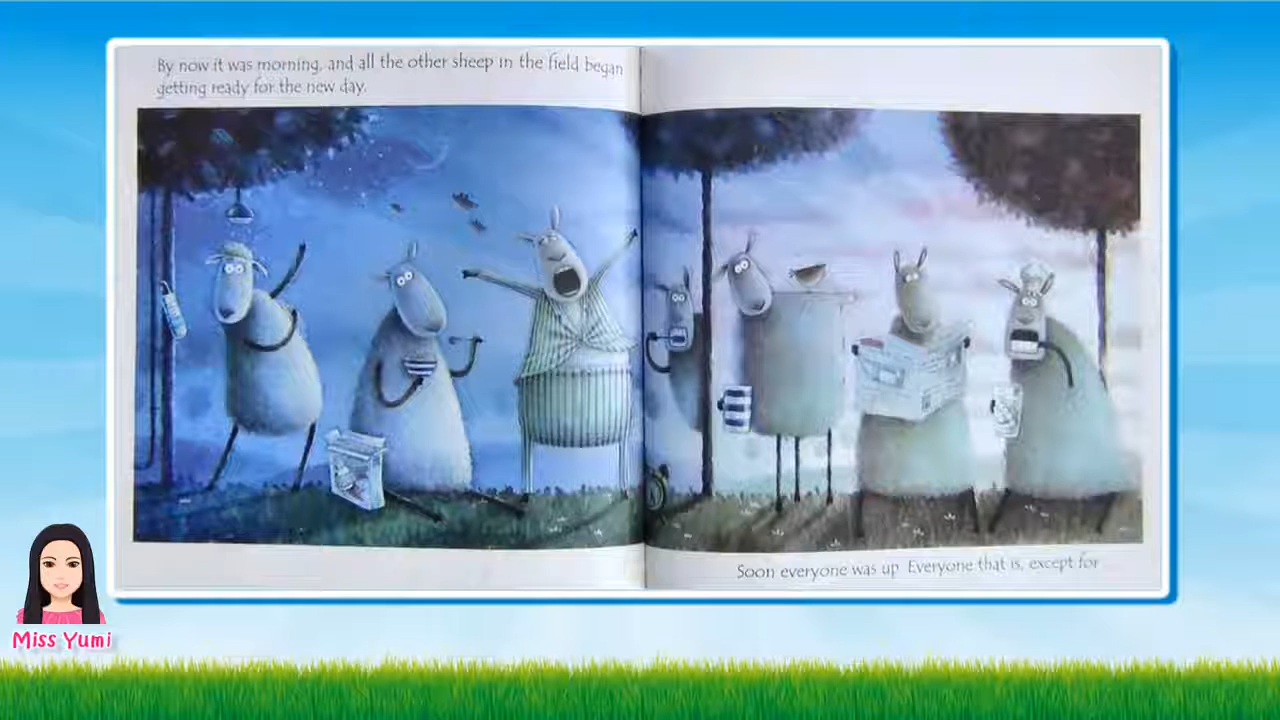 By now it was morning, and all the other sheep in the field began
getting ready for the new day.
Soon everyone was up. Everyone that is, except for
Miss Yumi